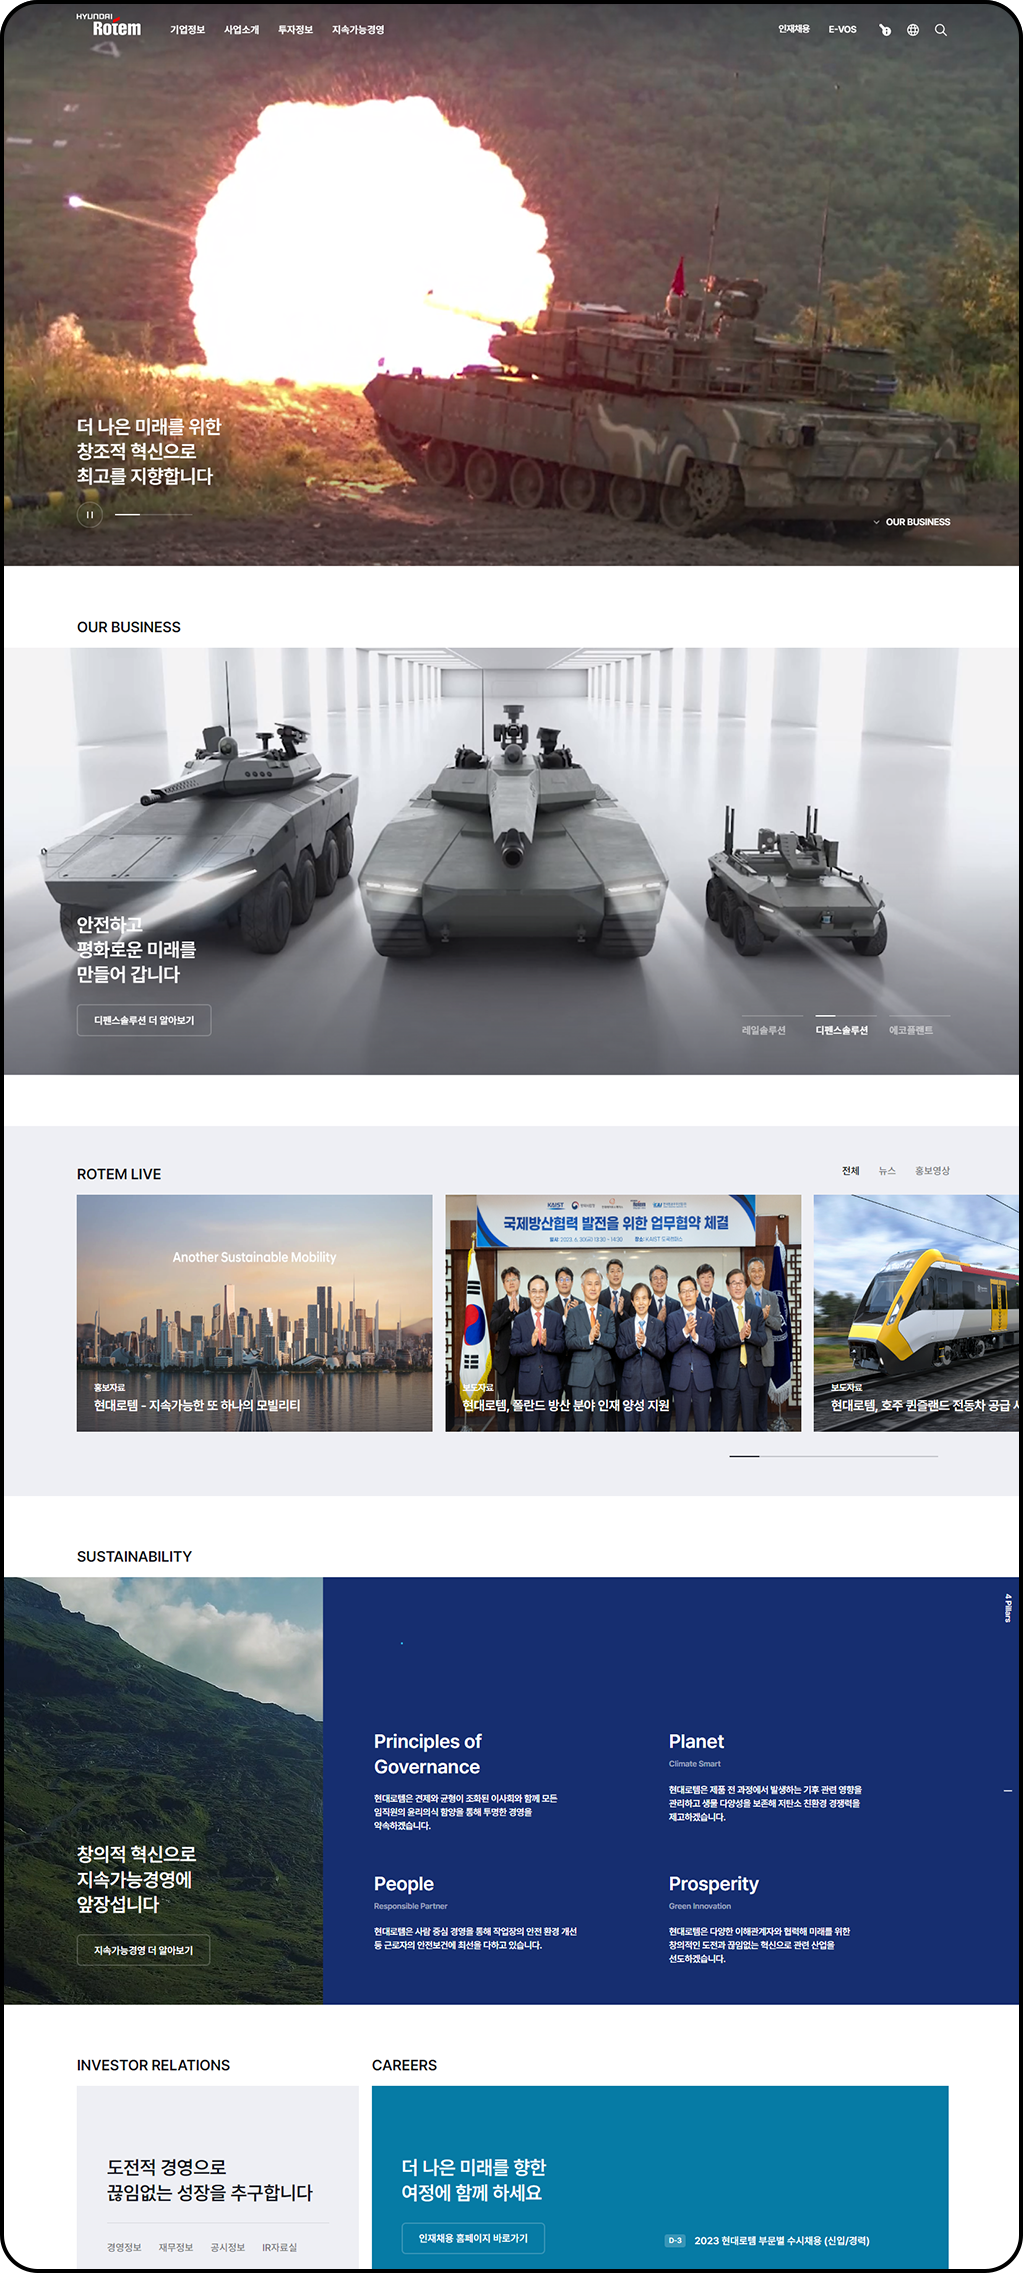 HYUNDAI
Rotem
기업정보 사업소개 투자정보 지속가능경영
인재채용 E-VOS
더 나은 미래를 위한
창조적 혁신으로
최고를 지향합니다
OUR BUSINESS
OUR BUSINESS
안전하고
평화로운 미래를
만들어 갑니다
디펜스솔루션 더 알아보기
레일솔루션 디펜스솔루션 에코플랜트
ROTEM LIVE
전체 뉴스 홍보영상
Another Sustainable Mobility
홍보자료
현대로템 - 지속가능한 또 하나의 모빌리티
KAIST
국제방산협력 발전을 위한 업무협약 체결
일시: 2023. 6. 30(금) 13:30 - 14:30 장소: KAIST 도곡캠퍼스
보도자료
현대로템, 폴란드 방산 분야 인재 양성 지원
보도자료
현대로템, 호주 퀸즐랜드 전동차 공급
SUSTAINABILITY
4 Pillars
창의적 혁신으로
지속가능경영에
앞장섭니다
지속가능경영 더 알아보기
Principles of
Governance
현대로템은 견제와 균형이 조화된 이사회와 함께 모든
임직원의 윤리의식 함양을 통해 투명한 경영을
약속하겠습니다.
Planet
Climate Smart
현대로템은 제품 전 과정에서 발생하는 기후 관련 영향을
관리하고 생물 다양성을 보존해 저탄소 친환경 경쟁력을
제고하겠습니다.
People
Responsible Partner
현대로템은 사람 중심 경영을 통해 작업장의 안전 환경 개선
등 근로자의 안전보건에 최선을 다하고 있습니다.
Prosperity
Green Innovation
현대로템은 다양한 이해관계자와 협력해 미래를 위한
창의적인 도전과 끊임없는 혁신으로 관련 산업을
선도하겠습니다.
INVESTOR RELATIONS
도전적 경영으로
끊임없는 성장을 추구합니다
경영정보 재무정보 공시정보 IR자료실
CAREERS
더 나은 미래를 향한
여정에 함께 하세요
인재채용 홈페이지 바로가기
D-3 2023 현대로템 부문별 수시채용 (신입/경력)